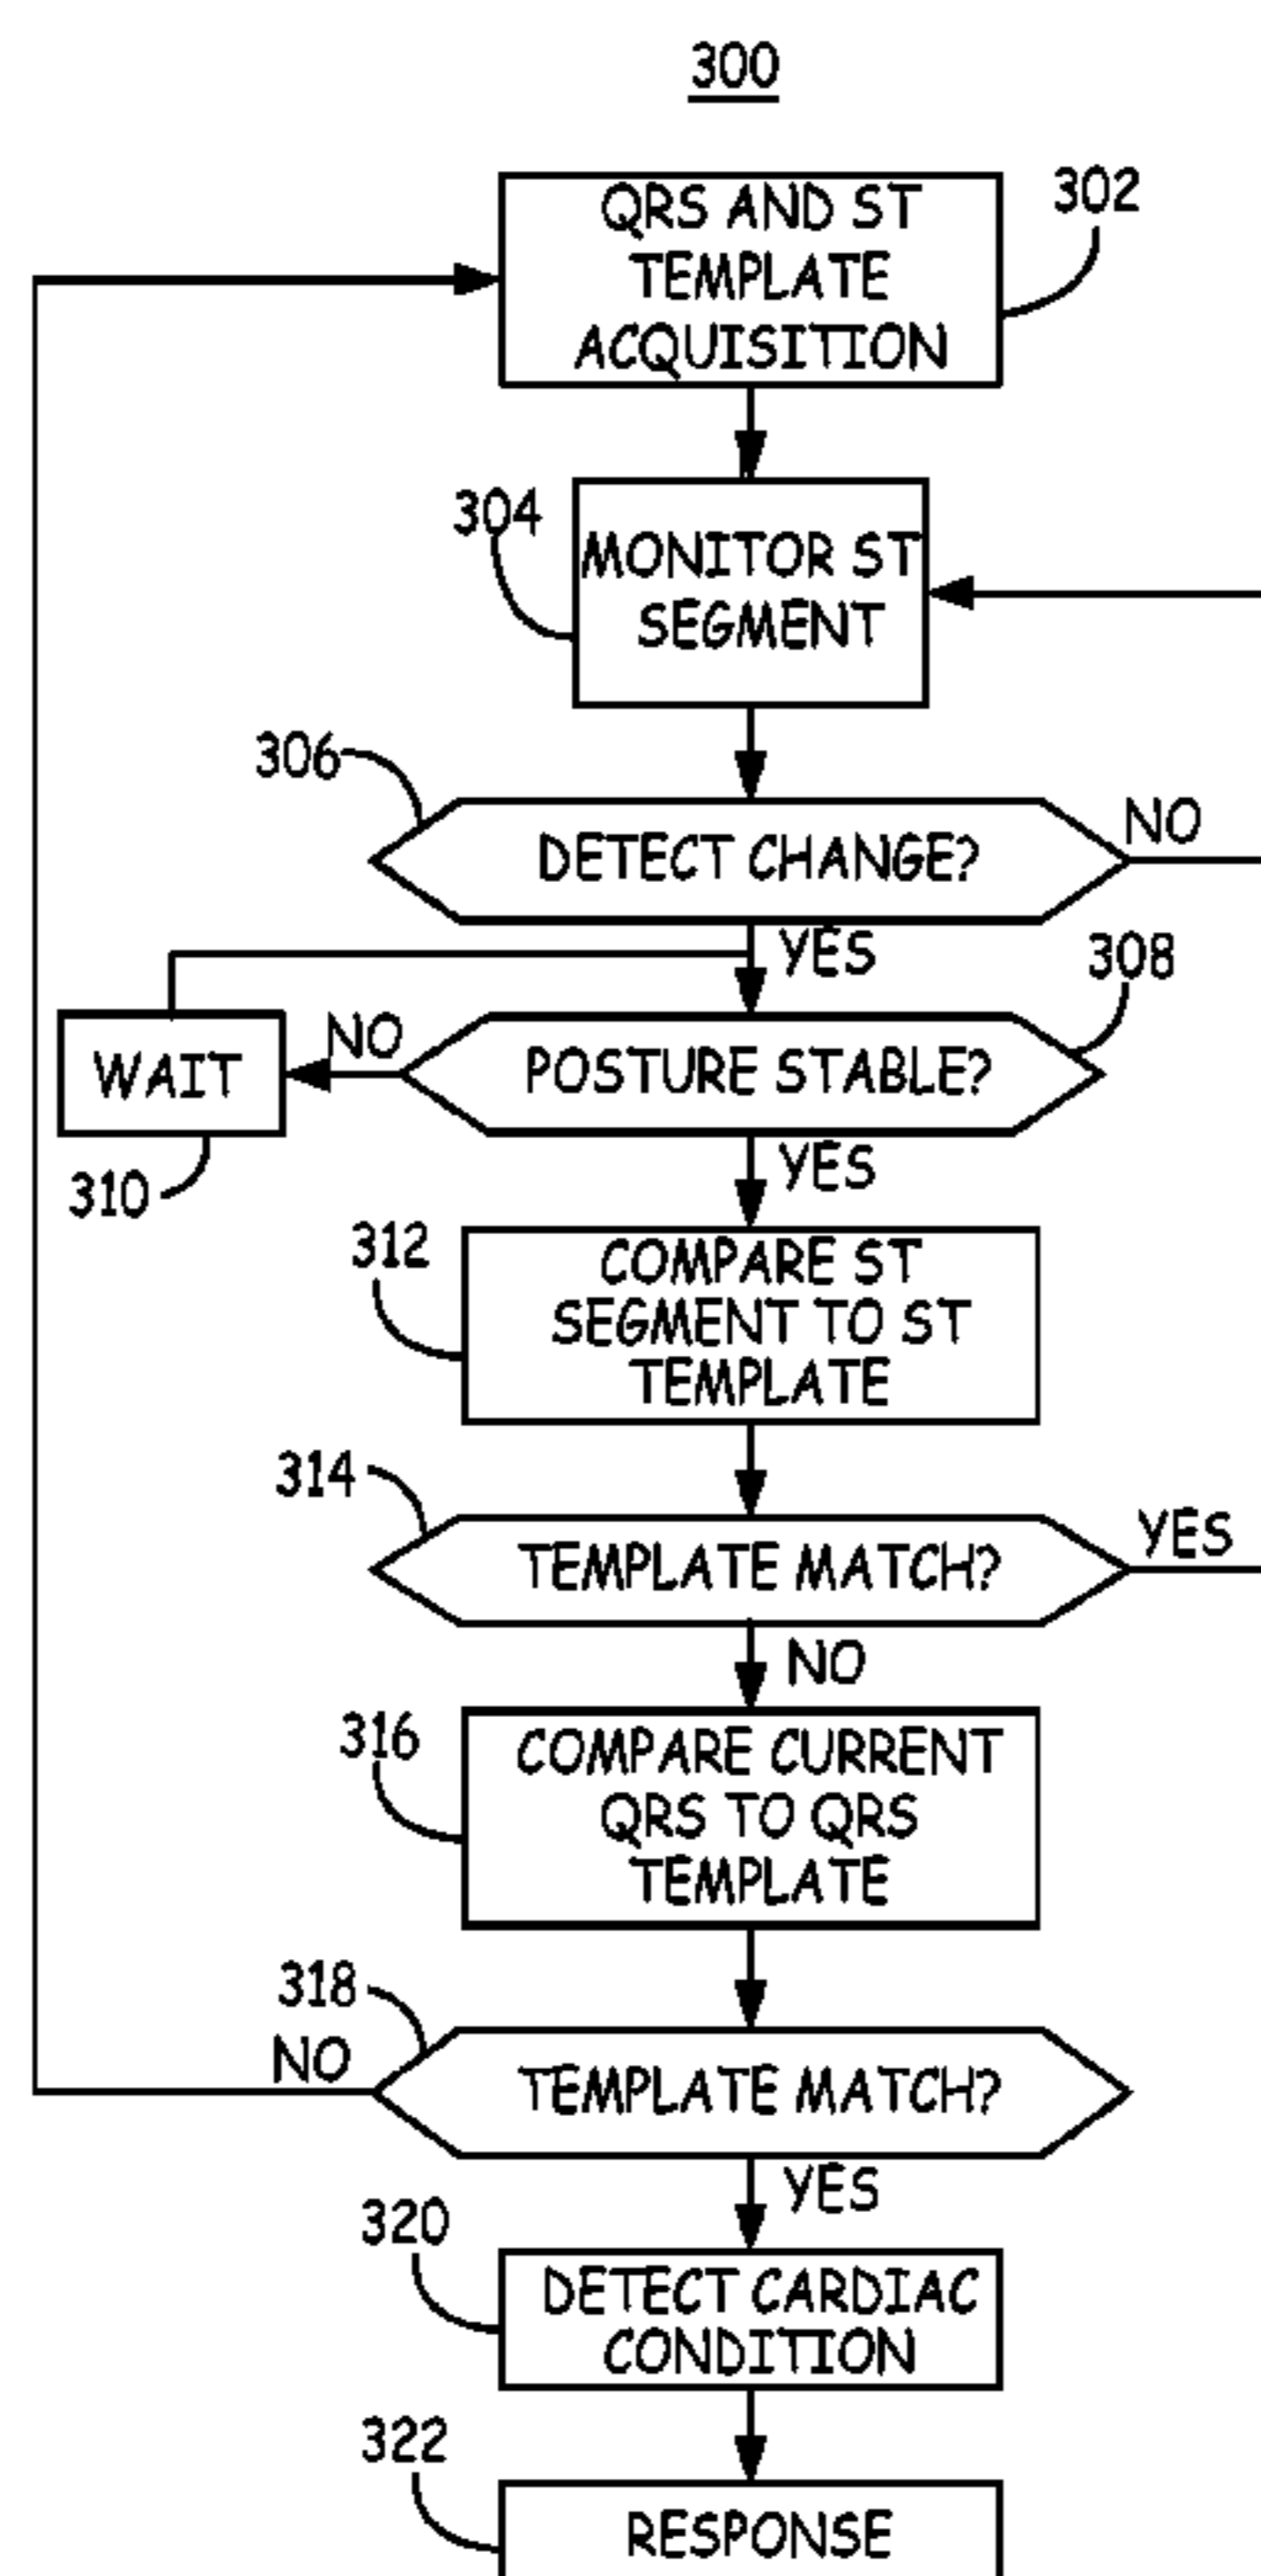 300
QRS AND ST
TEMPLATE
ACQUISITION
302
304
MONITOR ST
SEGMENT
306
DETECT CHANGE?
NO
YES
308
WAIT
NO
POSTURE STABLE?
310
YES
312
COMPARE ST
SEGMENT TO ST
TEMPLATE
314
TEMPLATE MATCH?
YES
NO
316
COMPARE CURRENT
QRS TO QRS
TEMPLATE
318
NO
TEMPLATE MATCH?
YES
320
DETECT CARDIAC
CONDITION
322
RESPONSE